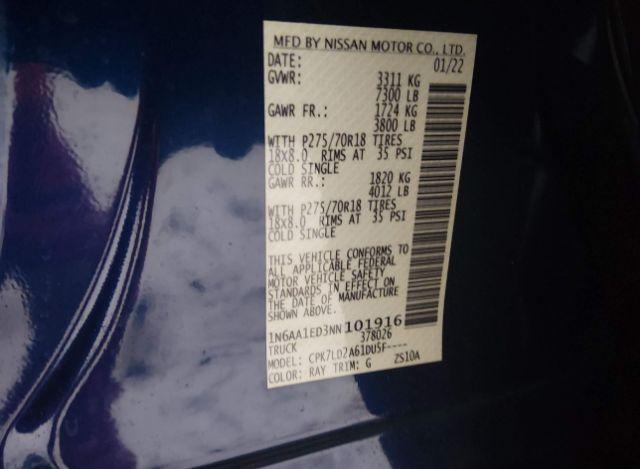 MFD BY NISSAN MOTOR CO., LTD.
DATE: 01/22
GVWR: 3311 KG
7300 LB
GAWR FR.: 1724 KG
3800 LB
WITH P275/70R18 TIRES
18x8.0 RIMS AT 35 PSI
COLD SINGLE
GAWR RR.: 1820 KG
4012 LB
WITH P275/70R18 TIRES
18x8.0 RIMS AT 35 PSI
COLD SINGLE
THIS VEHICLE CONFORMS TO
ALL APPLICABLE FEDERAL
MOTOR VEHICLE SAFETY
STANDARDS IN EFFECT ON
THE DATE OF MANUFACTURE
SHOWN ABOVE.
1N6AA1ED3NN101916
TRUCK 378026
MODEL: CPK7LD2A61DU5F----
COLOR: RAY TRIM: G ZS10A